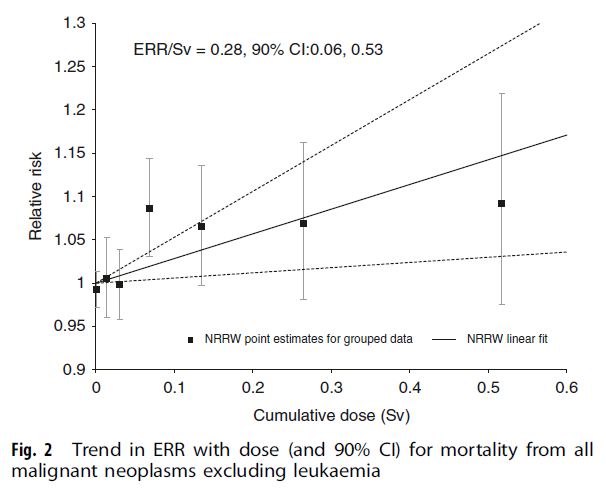 1.3
ERR/Sv = 0.28, 90% CI:0.06, 0.53
1.25
1.2
1.15
1.1
1.05
1
0.95
0.9
Relative risk
NRRW point estimates for grouped data
NRRW linear fit
0 0.1 0.2 0.3 0.4 0.5 0.6
Cumulative dose (Sv)
Fig. 2 Trend in ERR with dose (and 90% CI) for mortality from all
malignant neoplasms excluding leukaemia